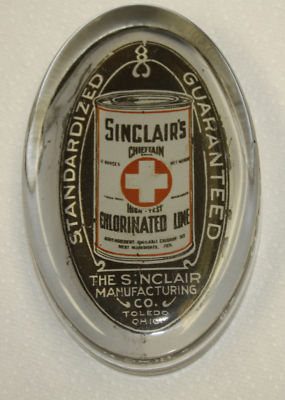 STANDARDIZED
GUARANTEED
SINCLAIR'S
CHIEFTAIN
HIGH-TEST
CHLORINATED LIME
THE SINCLAIR
MANUFACTURING
CO.
TOLEDO
OHIO